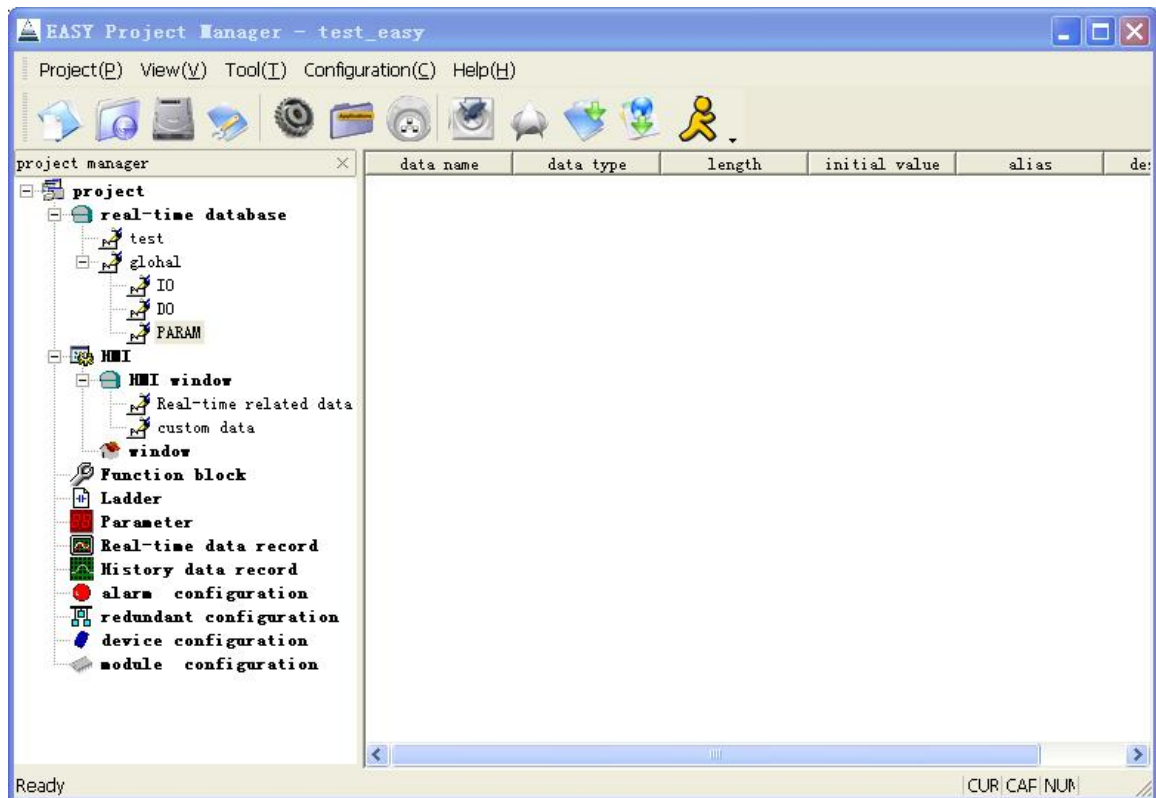 EASY Project Manager - test_easy
Project(P) View(V) Tool(T) Configuration(C) Help(H)
project manager
data name data type length initial value alias de
project
real-time database
test
glohal
IO
DO
PARAM
HMI
HMI window
Real-time related data
custom data
window
Function block
Ladder
Parameter
Real-time data record
History data record
alarm configuration
redundant configuration
device configuration
module configuration
Ready
CUR CAF NUM